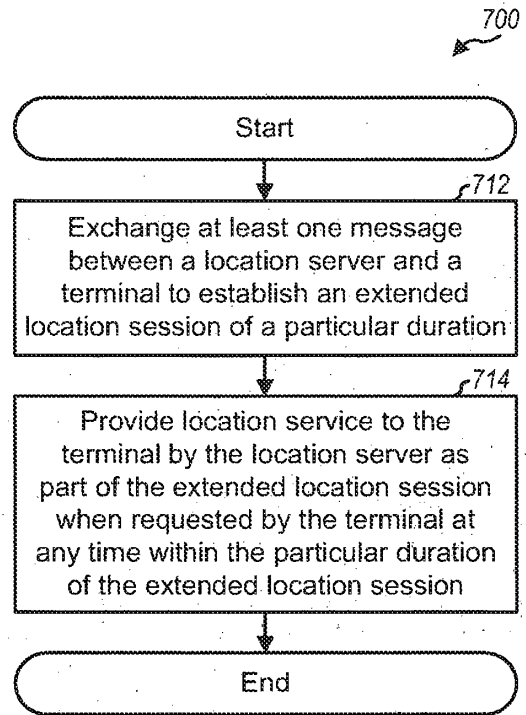 700
Start
712
Exchange at least one message
between a location server and a
terminal to establish an extended
location session of a particular duration
714
Provide location service to the
terminal by the location server as
part of the extended location session
when requested by the terminal at
any time within the particular duration
of the extended location session
End